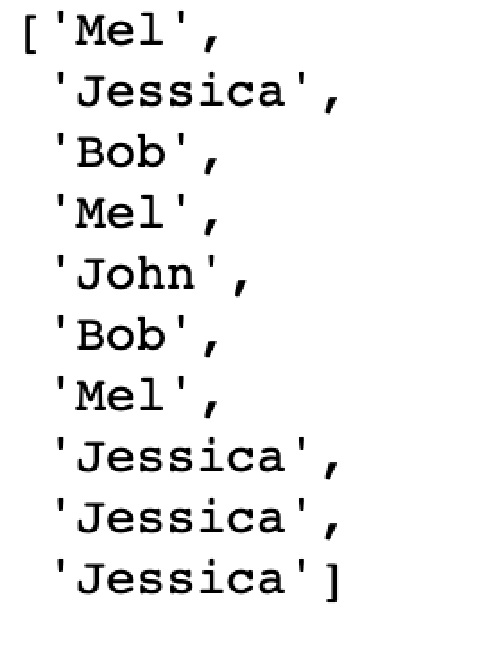 ['Mel',
 'Jessica',
 'Bob',
 'Mel',
 'John',
 'Bob',
 'Mel',
 'Jessica',
 'Jessica',
 'Jessica']